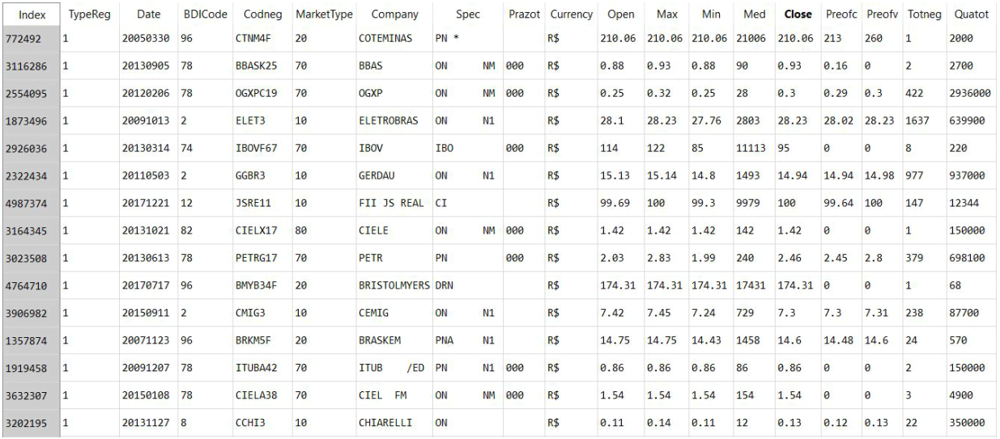 Index TypeReg Date BDICode Codneg MarketType Company Spec Prazot Currency Open Max Min Med Close Preofc Preofv Totneg Quatot
772492 1 20050330 96 CTNM4F 20 COTEMINAS PN * R$ 210.06 210.06 210.06 21006 210.06 213 260 1 2000
3116286 1 20130905 78 BBASK25 70 BBAS ON NM 000 R$ 0.88 0.93 0.88 90 0.93 0.16 0 2 2700
2554095 1 20120206 78 OGXPC19 70 OGXP ON NM 000 R$ 0.25 0.32 0.25 28 0.3 0.29 0.3 422 2936000
1873496 1 20091013 2 ELET3 10 ELETROBRAS ON N1 R$ 28.1 28.23 27.76 2803 28.23 28.02 28.23 1637 639900
2926036 1 20130314 74 IBOVF67 70 IBOV IBO 000 R$ 114 122 85 11113 95 0 0 8 220
2322434 1 20110503 2 GGBR3 10 GERDAU ON N1 R$ 15.13 15.14 14.8 1493 14.94 14.94 14.98 977 937000
4987374 1 20171221 12 JSRE11 10 FII JS REAL CI R$ 99.69 100 99.3 9979 100 99.64 100 147 12344
3164345 1 20131021 82 CIELX17 80 CIELE ON NM 000 R$ 1.42 1.42 1.42 142 1.42 0 0 1 150000
3023508 1 20130613 78 PETRG17 70 PETR PN 000 R$ 2.03 2.83 1.99 240 2.46 2.45 2.8 379 698100
4764710 1 20170717 96 BMYB34F 20 BRISTOLMYERS DRN R$ 174.31 174.31 174.31 17431 174.31 0 0 1 68
3906982 1 20150911 2 CMIG3 10 CEMIG ON N1 R$ 7.42 7.45 7.24 729 7.3 7.3 7.31 238 87700
1357874 1 20071123 96 BRKM5F 20 BRASKEM PNA N1 R$ 14.75 14.75 14.43 1458 14.6 14.48 14.6 24 570
1919458 1 20091207 78 ITUBA42 70 ITUB /ED PN N1 000 R$ 0.86 0.86 0.86 86 0.86 0 0 2 150000
3632307 1 20150108 78 CIELA38 70 CIEL FM ON NM 000 R$ 1.54 1.54 1.54 154 1.54 0 0 3 4900
3202195 1 20131127 8 CCHI3 10 CHIARELLI ON R$ 0.11 0.14 0.11 12 0.13 0.12 0.13 22 350000